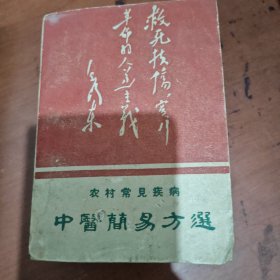 救死扶伤，实行
革命的人道主义
毛泽东
农村常見疾病
中醫簡易方選